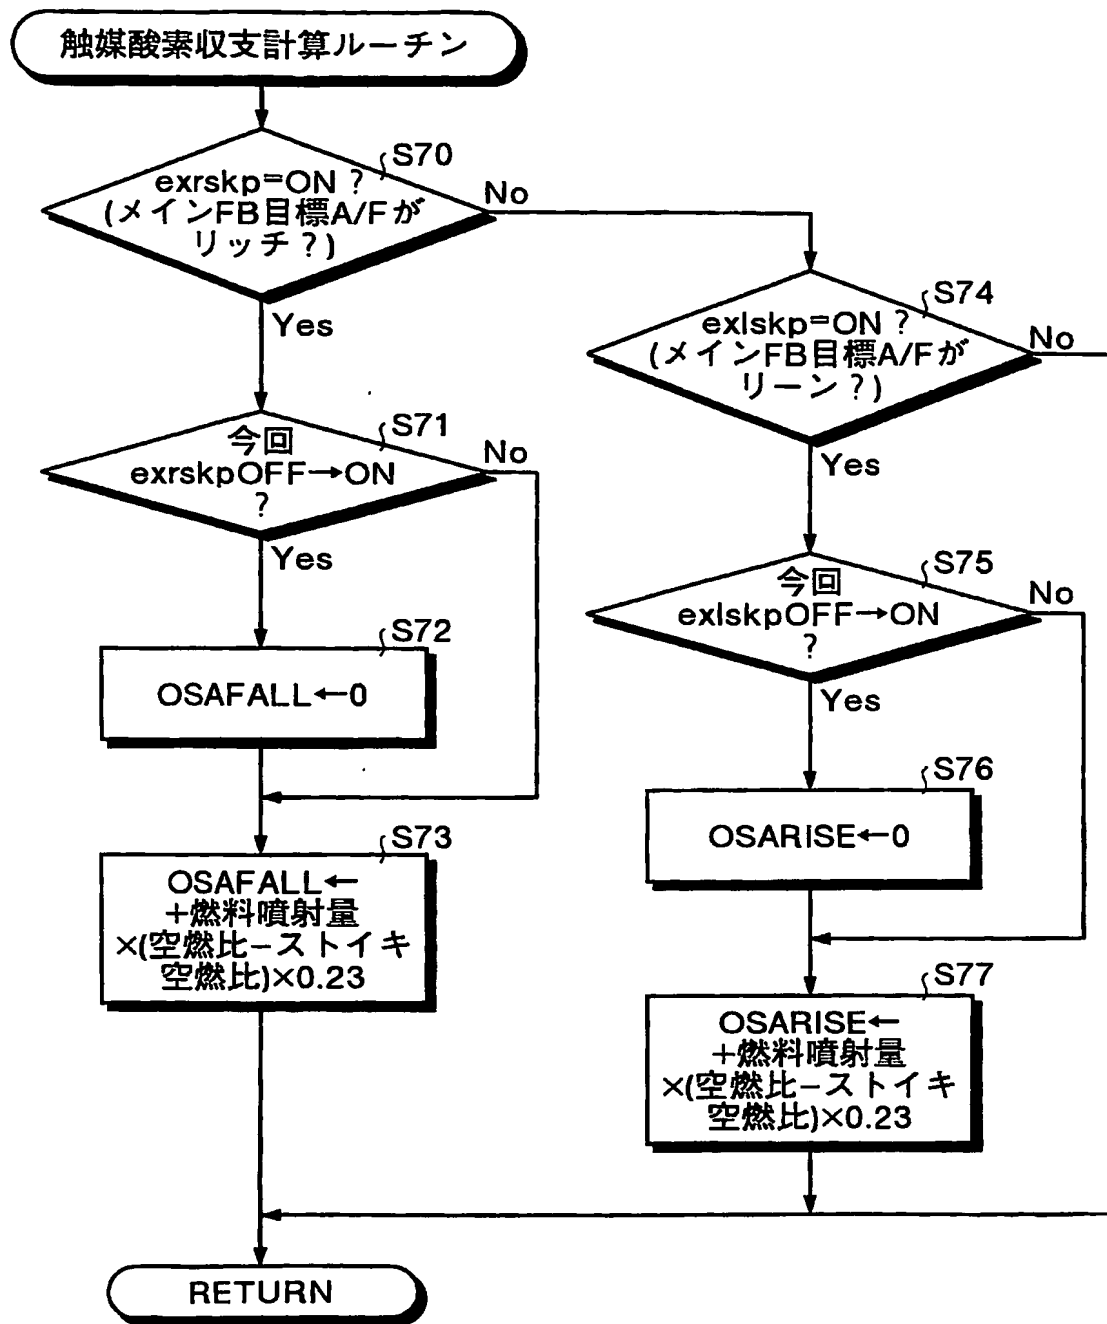 触媒酸素収支計算ルーチン
S70
exrskp=ON ?
(メインFB目標A/Fが
リッチ?)
No
Yes
S71
今回
exrskpOFF→ON
?
No
Yes
S72
OSAFALL←0
S73
OSAFALL←
+燃料噴射量
×(空燃比-ストイキ
空燃比)×0.23
S74
exlskp=ON ?
(メインFB目標A/Fが
リーン?)
No
Yes
S75
今回
exlskpOFF→ON
?
No
Yes
S76
OSARISE←0
S77
OSARISE←
+燃料噴射量
×(空燃比-ストイキ
空燃比)×0.23
RETURN